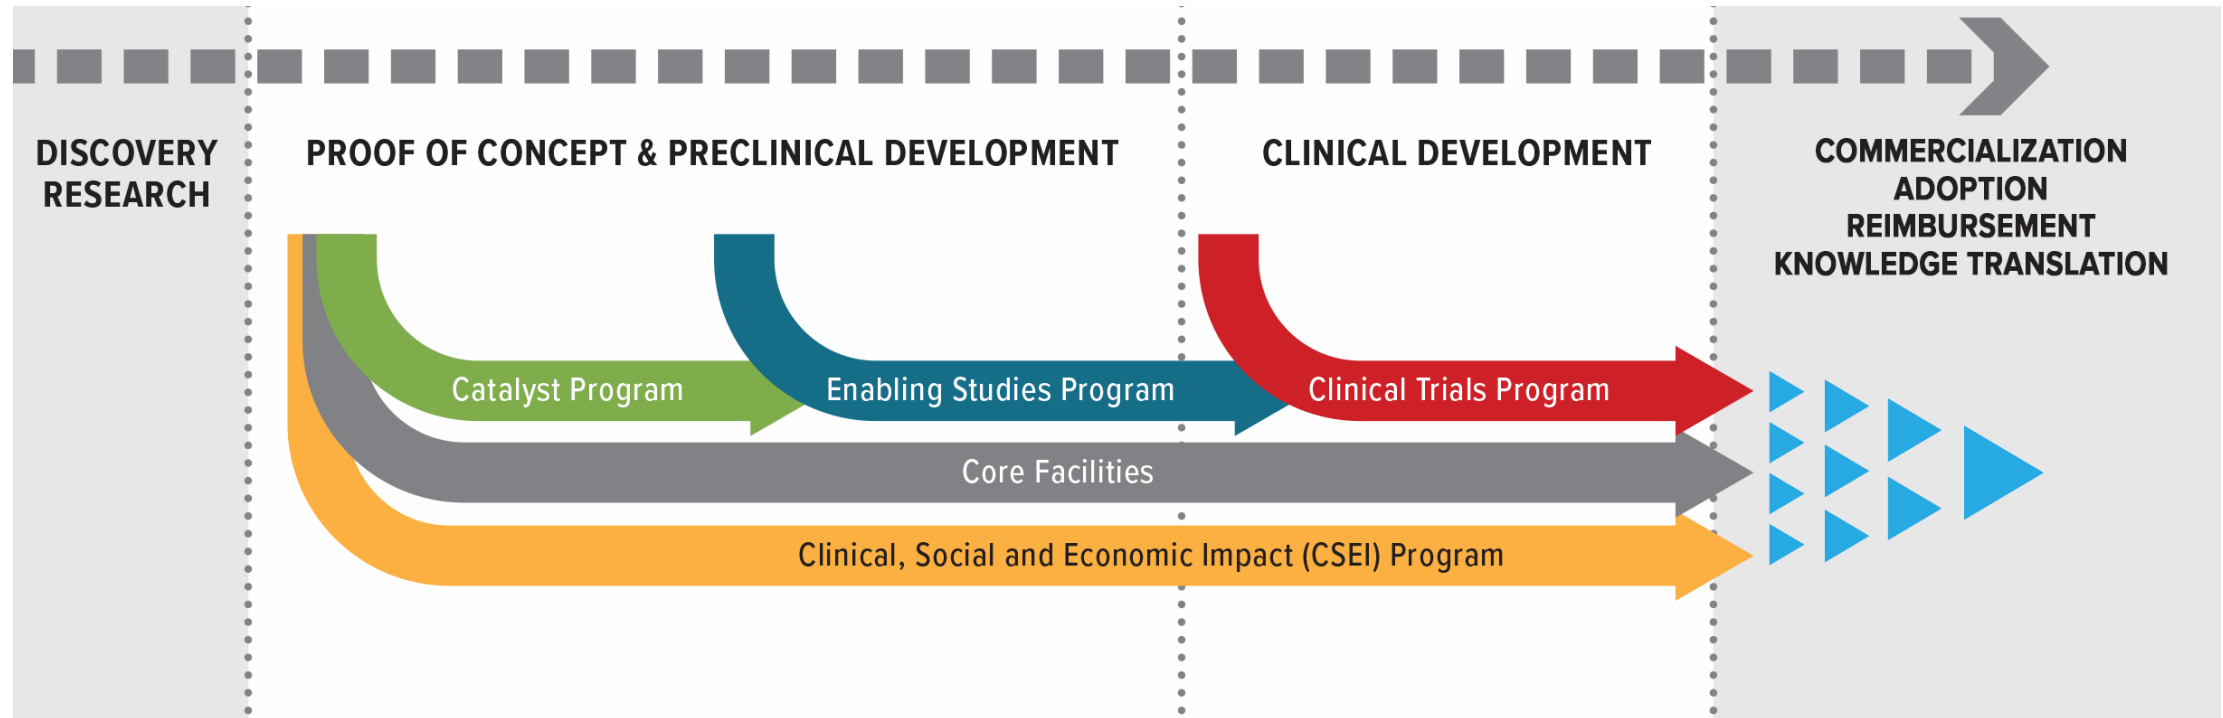 DISCOVERY
RESEARCH
PROOF OF CONCEPT & PRECLINICAL DEVELOPMENT
CLINICAL DEVELOPMENT
COMMERCIALIZATION
ADOPTION
REIMBURSEMENT
KNOWLEDGE TRANSLATION
Catalyst Program
Enabling Studies Program
Clinical Trials Program
Core Facilities
Clinical, Social and Economic Impact (CSEI) Program